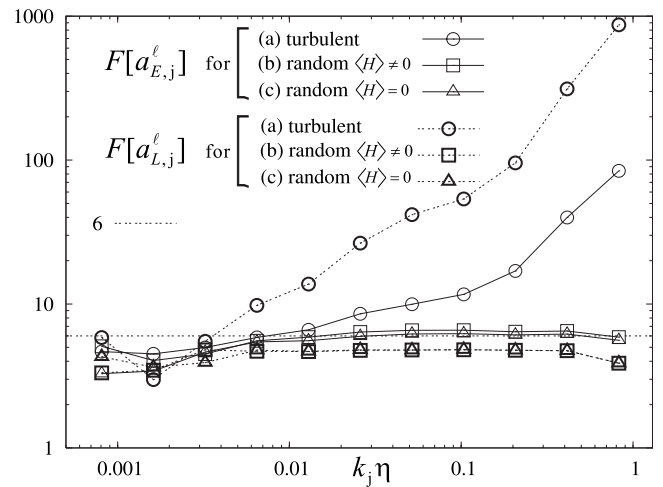 1000
100
10
1
F[a^ℓ_{E,j}] for
(a) turbulent
(b) random ⟨H⟩ ≠ 0
(c) random ⟨H⟩ = 0
F[a^ℓ_{L,j}] for
(a) turbulent
(b) random ⟨H⟩ ≠ 0
(c) random ⟨H⟩ = 0
6
0.001 0.01 0.1 1
k_jη